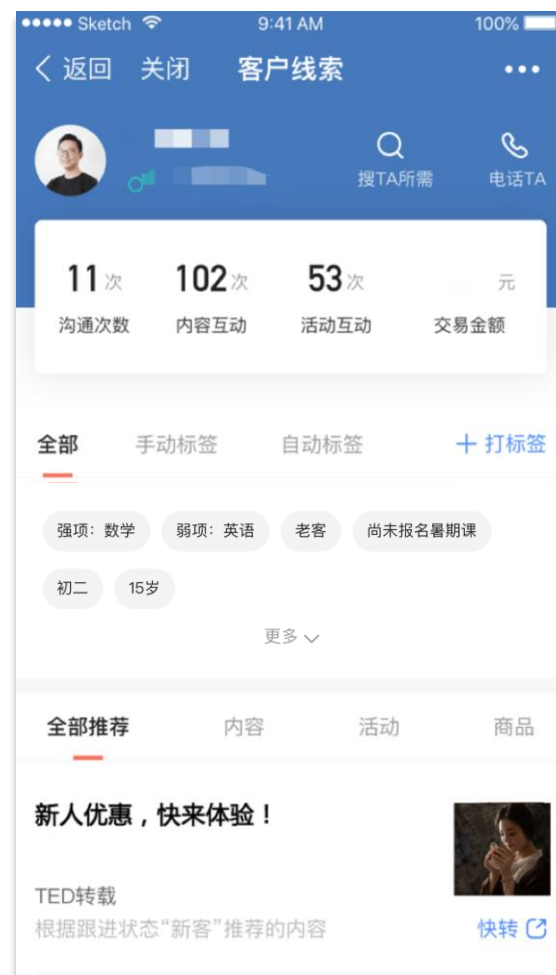 Sketch 9:41 AM 100%
返回 关闭 客户线索
搜TA所需 电话TA
11次 102次 53次 元
沟通次数 内容互动 活动互动 交易金额
全部 手动标签 自动标签 + 打标签
强项：数学 弱项：英语 老客 尚未报名暑期课
初二 15岁
更多
全部推荐 内容 活动 商品
新人优惠，快来体验！
TED转载
根据跟进状态“新客”推荐的内容 快转